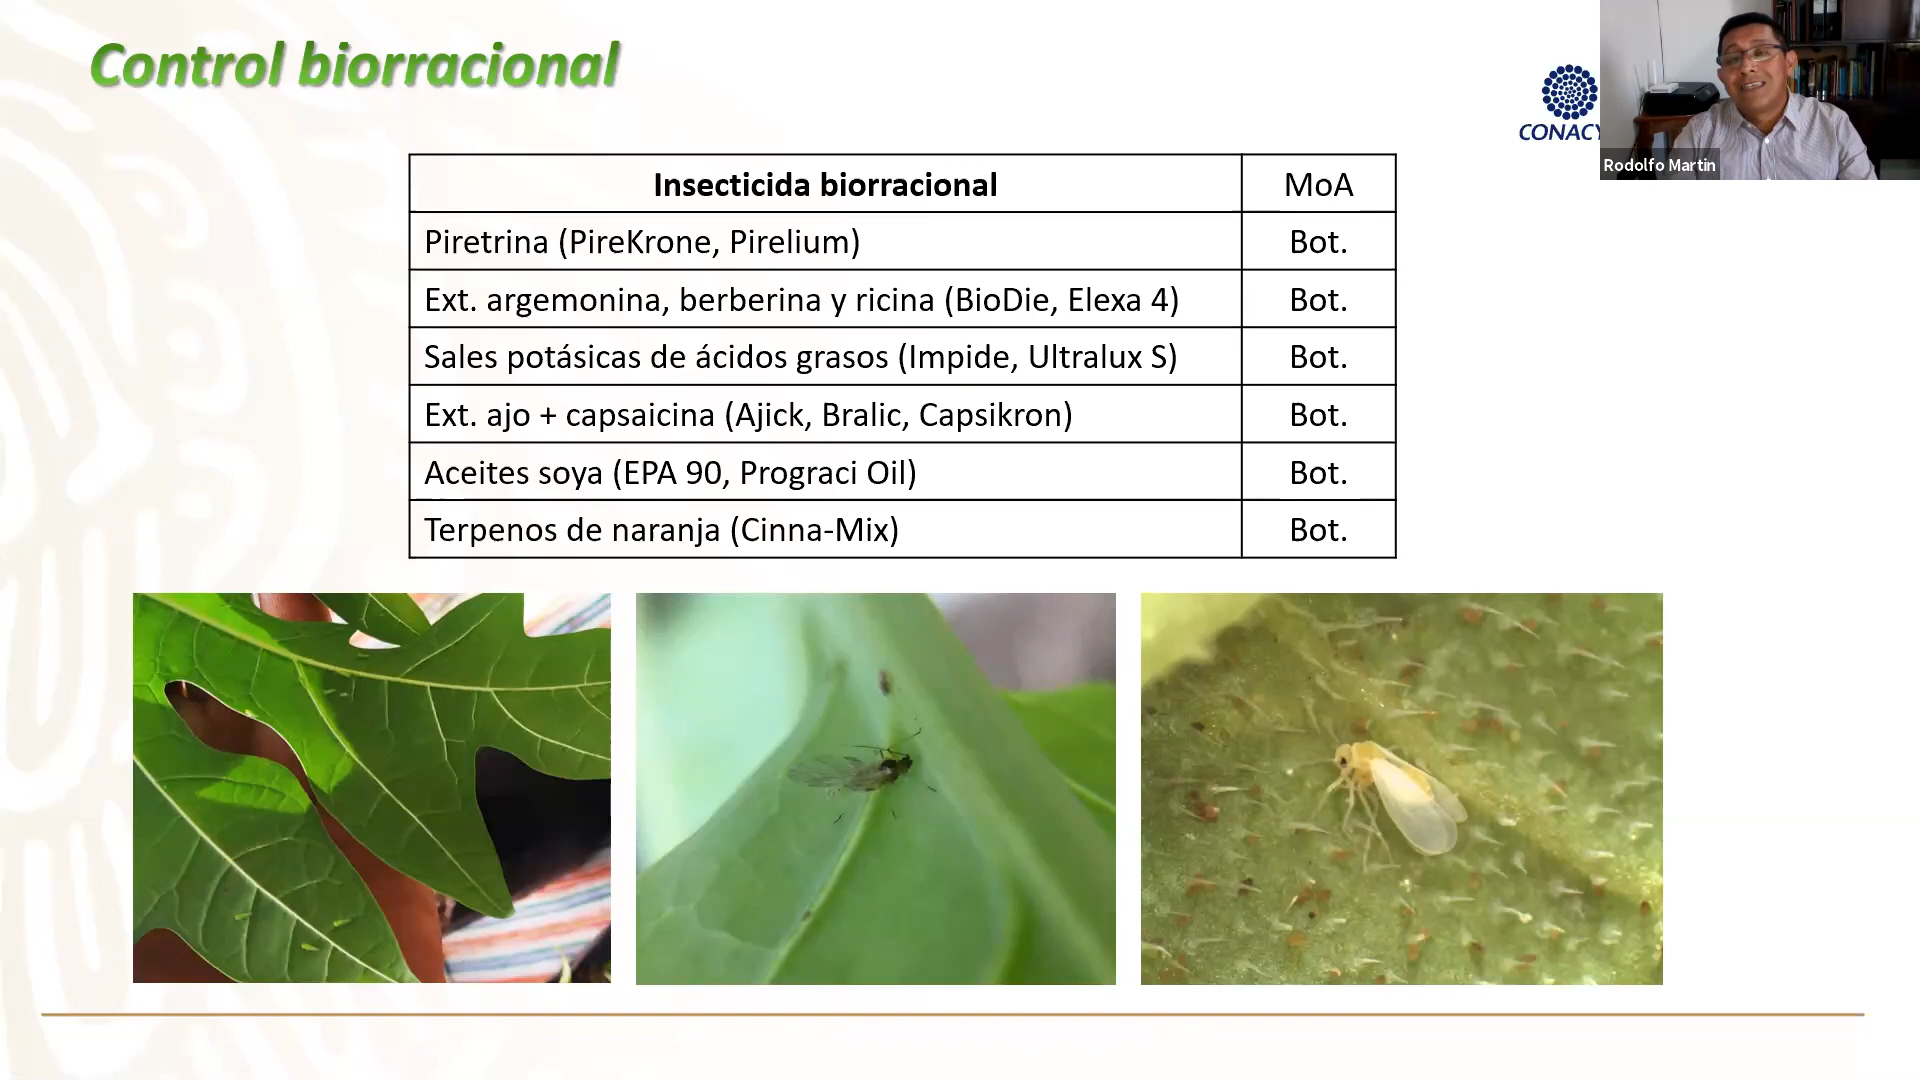 Control biorracional
CONACY
Rodolfo Martin
Insecticida biorracional MoA
Piretrina (PireKrone, Pirelium) Bot.
Ext. argemonina, berberina y ricina (BioDie, Elexa 4) Bot.
Sales potásicas de ácidos grasos (Impide, Ultralux S) Bot.
Ext. ajo + capsaicina (Ajick, Bralic, Capsikron) Bot.
Aceites soya (EPA 90, Prograci Oil) Bot.
Terpenos de naranja (Cinna-Mix) Bot.